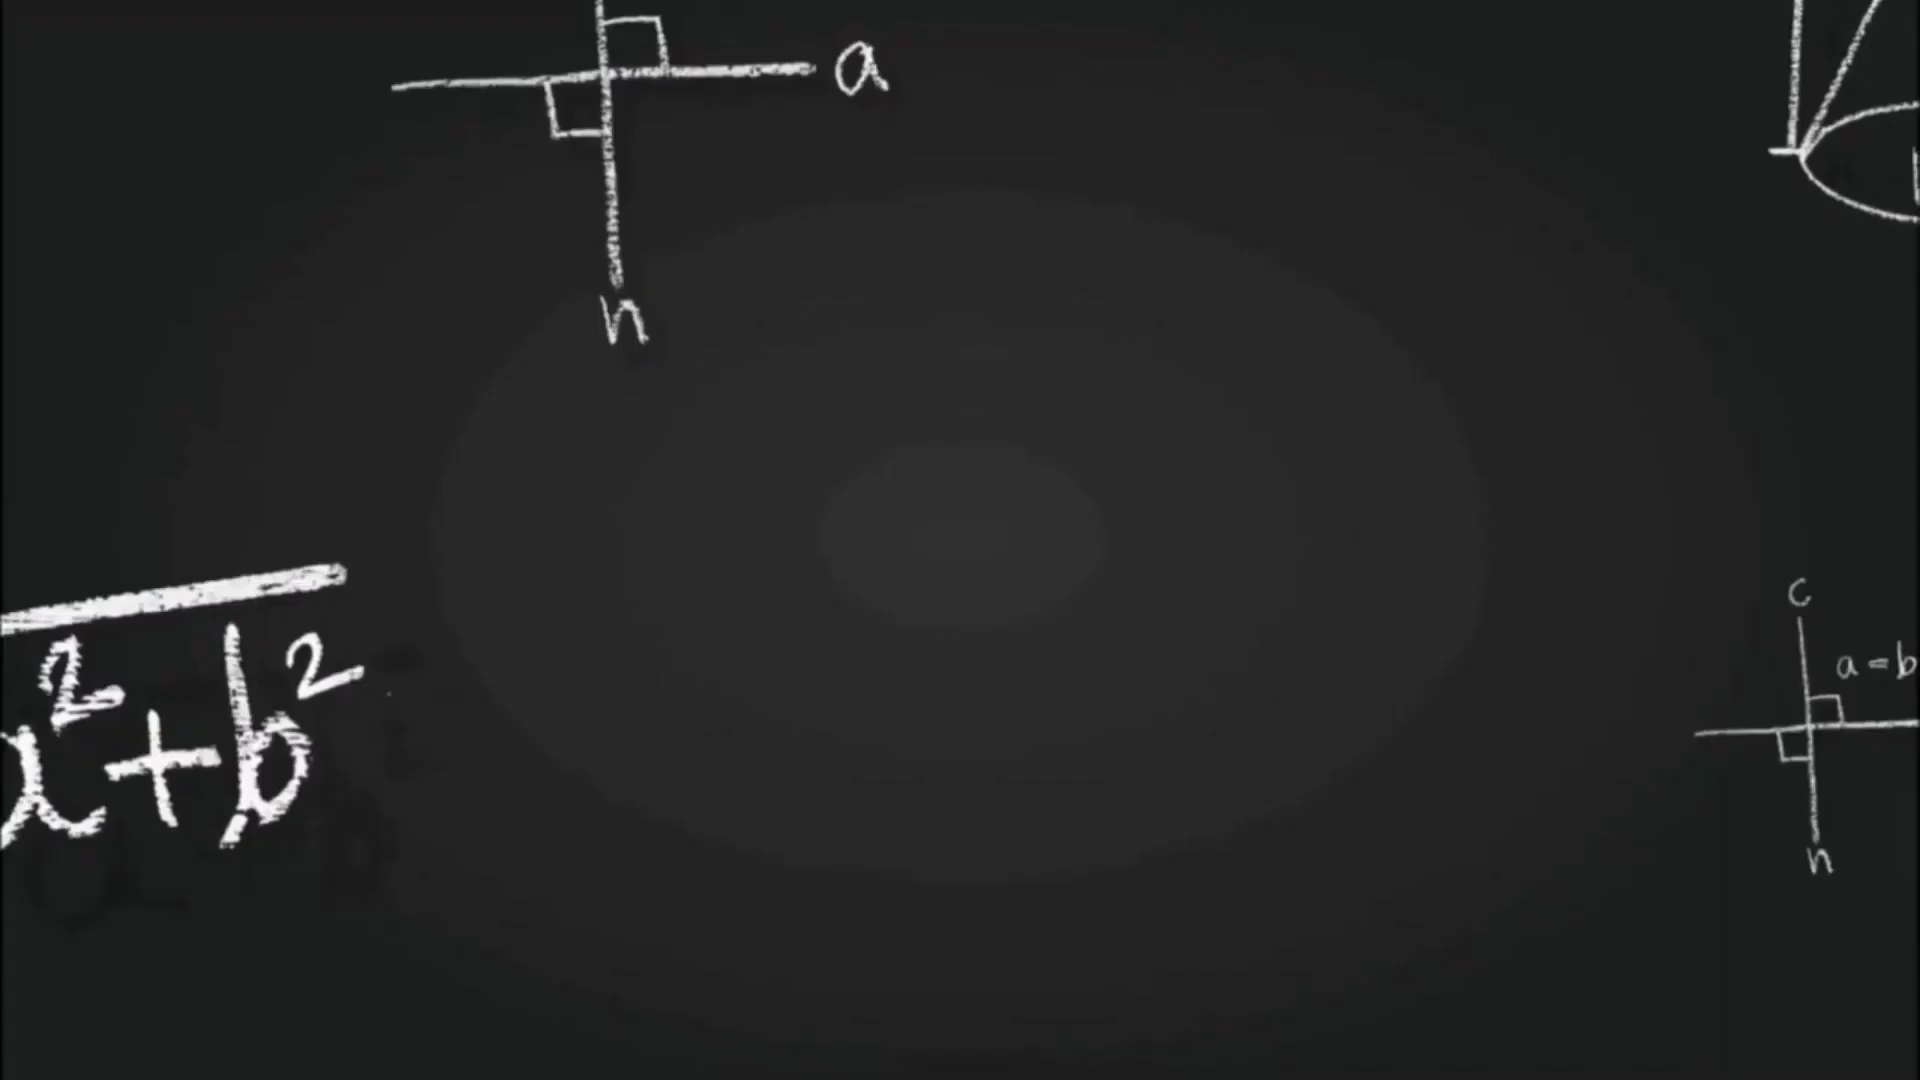 a
n
c
a = b
a² + b²
n